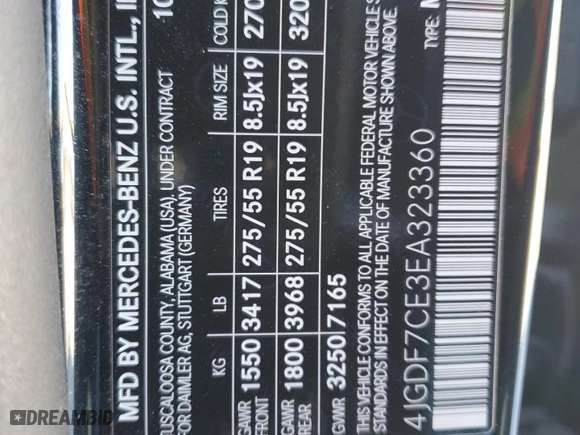 MFD BY MERCEDES-BENZ U.S. INTL.,
TUSCALOOSA COUNTY, ALABAMA (USA), UNDER CONTRACT 10
FOR DAIMLER AG, STUTTGART (GERMANY)
KG LB TIRES RIM SIZE COLD
GAWR FRONT 1550 3417 275/55 R19 8.5Jx19 270
GAWR REAR 1800 3968 275/55 R19 8.5Jx19 320
GVWR 3250 7165
THIS VEHICLE CONFORMS TO ALL APPLICABLE FEDERAL MOTOR VEHICLE S
STANDARDS IN EFFECT ON THE DATE OF MANUFACTURE SHOWN ABOVE.
4JGDF7CE3EA323360 TYPE:
DREAMBID